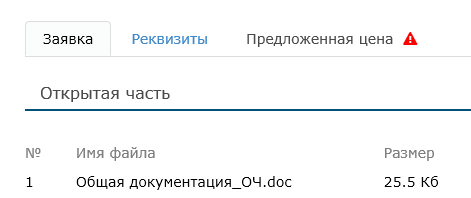 Заявка Реквизиты Предложенная цена
Открытая часть
№ Имя файла Размер
1 Общая документация_ОЧ.doc 25.5 Кб